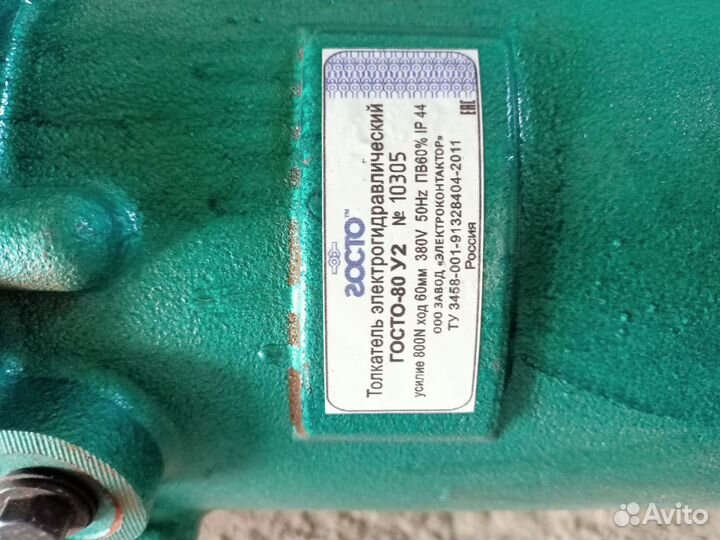 ГОСТО™
EAC
Толкатель электрогидравлический
ГОСТО-80 У2 № 10305
усилие 800N ход 60мм 380V 50Hz ПВ60% IP 44
ООО ЗАВОД «ЭЛЕКТРОКОНТАКТОР»
ТУ 3458-001-91328404-2011
Россия
Avito